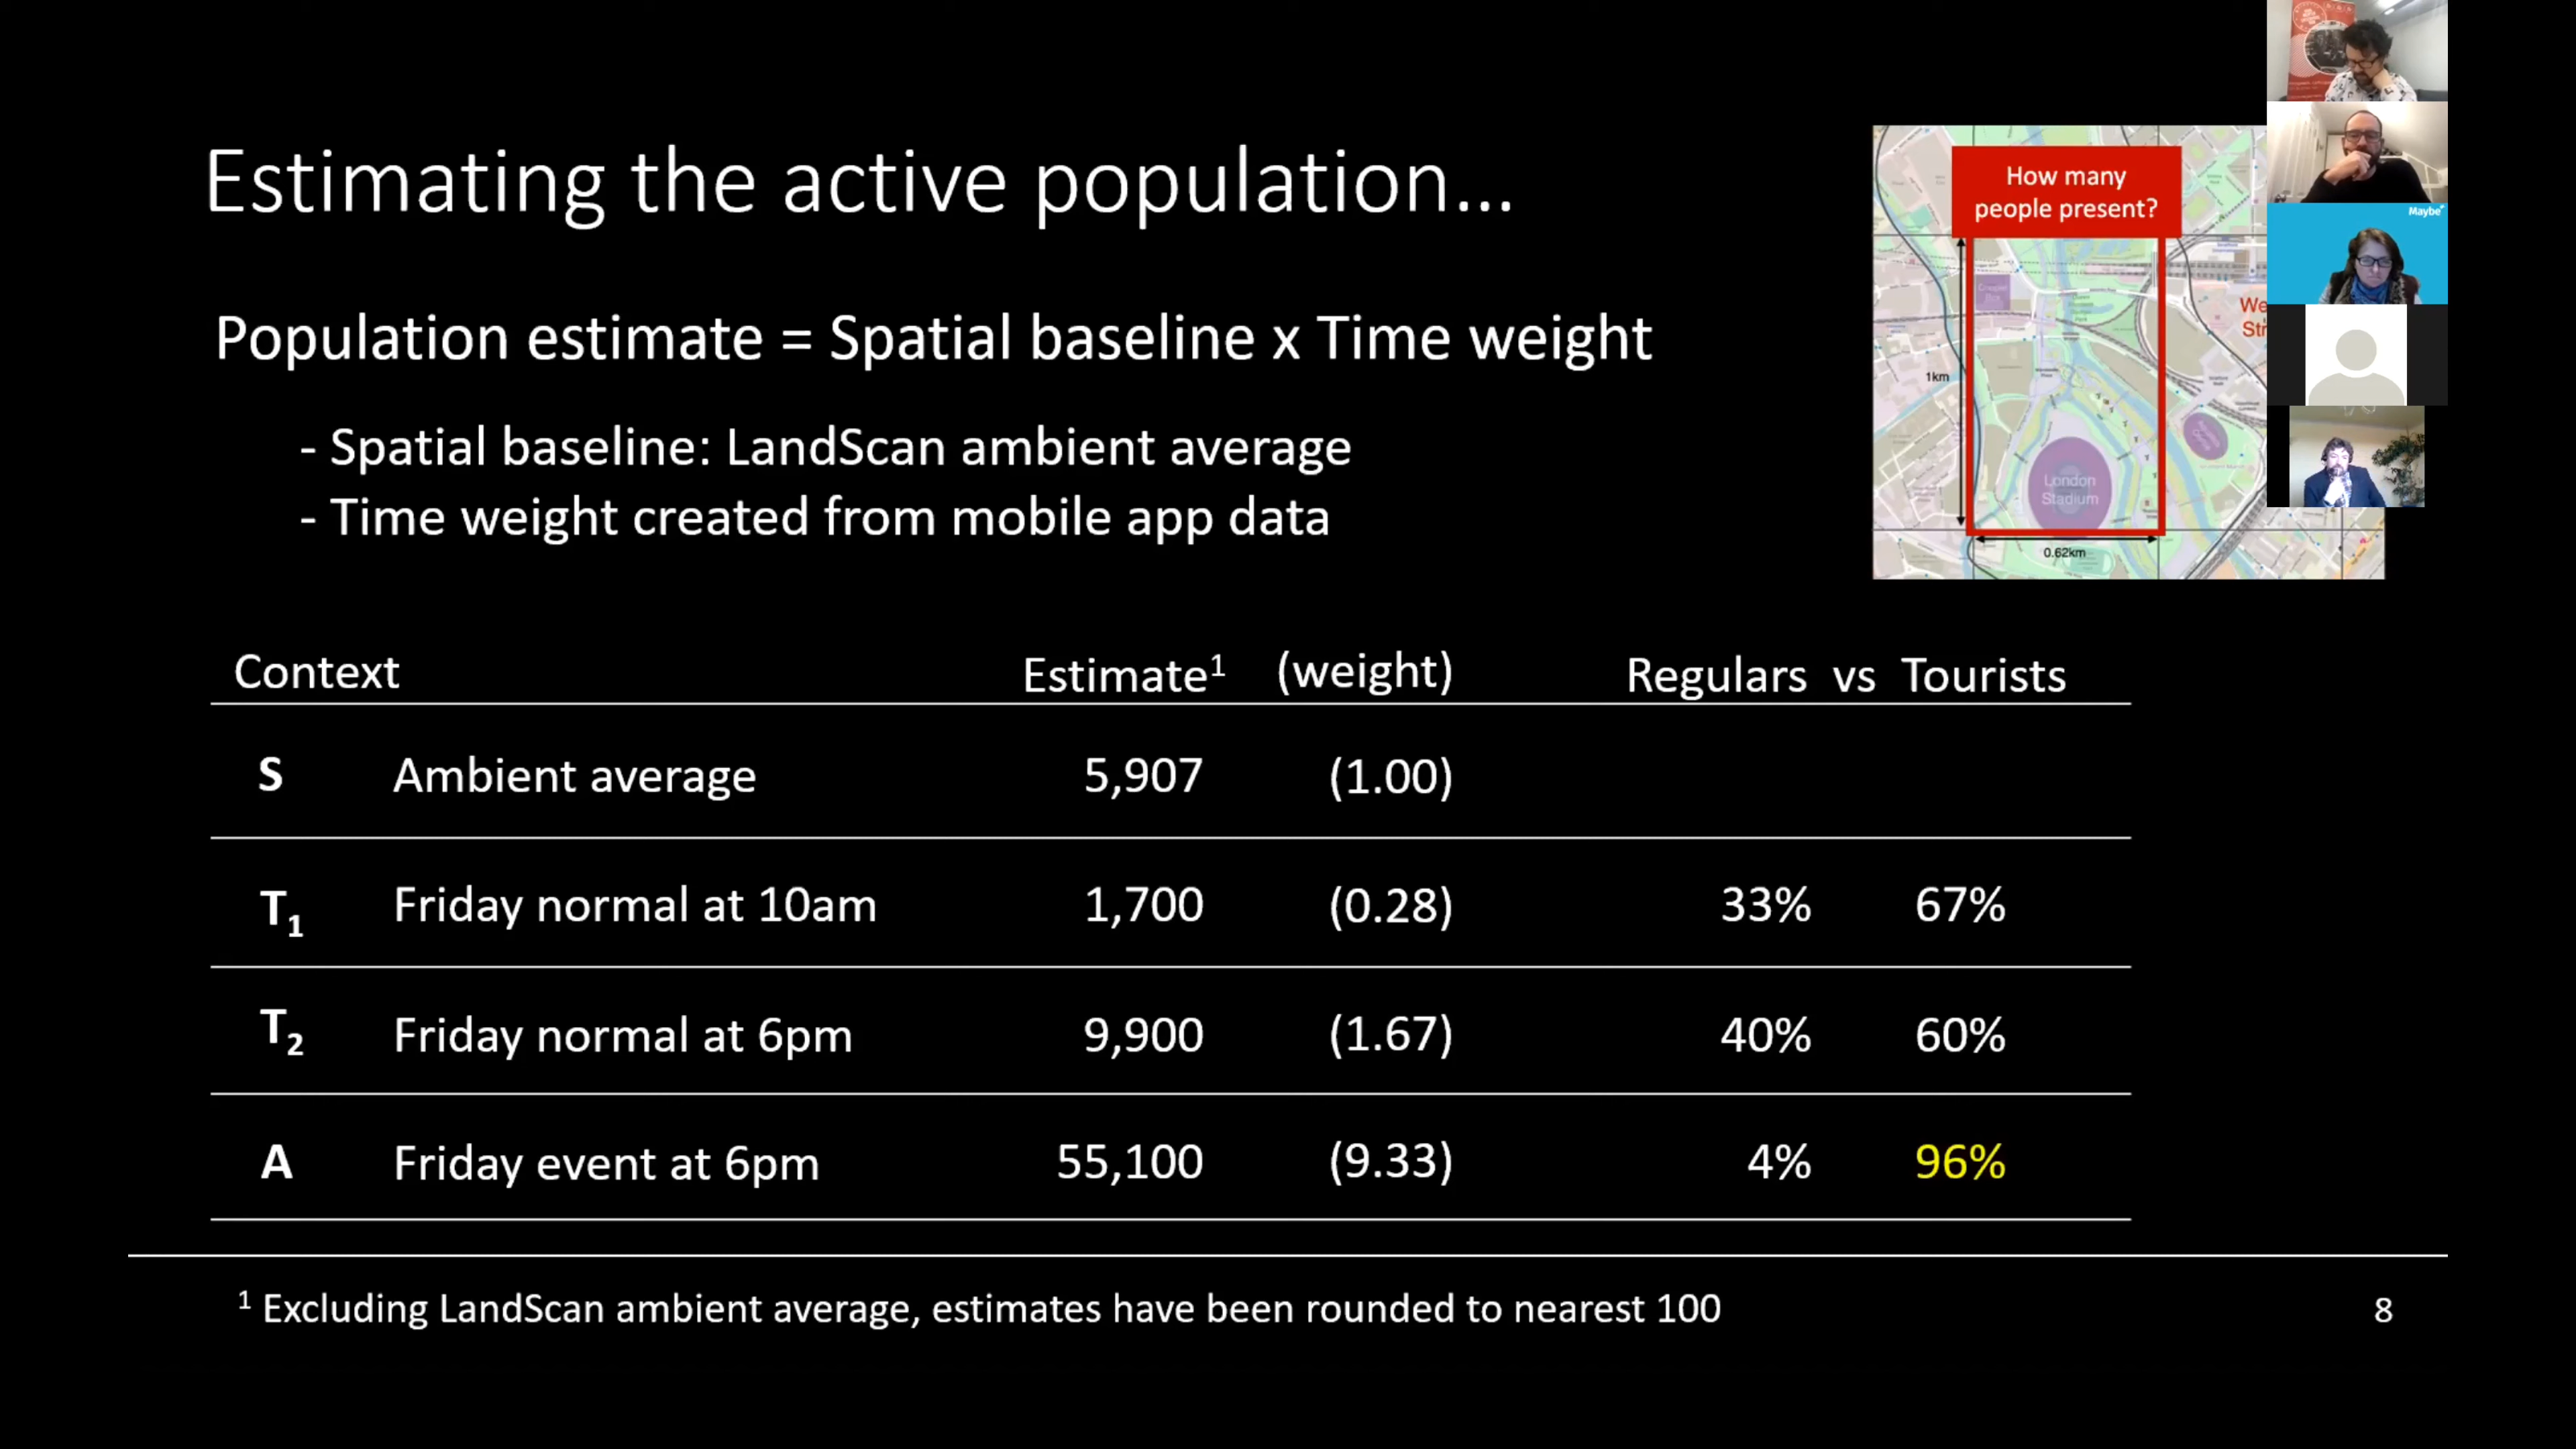 Estimating the active population...
Population estimate = Spatial baseline x Time weight
- Spatial baseline: LandScan ambient average
- Time weight created from mobile app data
How many
people present?
1km
London
Stadium
0.62km
We
Str
Maybe*
Context Estimate¹ (weight) Regulars vs Tourists
S Ambient average 5,907 (1.00)
T₁ Friday normal at 10am 1,700 (0.28) 33% 67%
T₂ Friday normal at 6pm 9,900 (1.67) 40% 60%
A Friday event at 6pm 55,100 (9.33) 4% 96%
¹ Excluding LandScan ambient average, estimates have been rounded to nearest 100
8